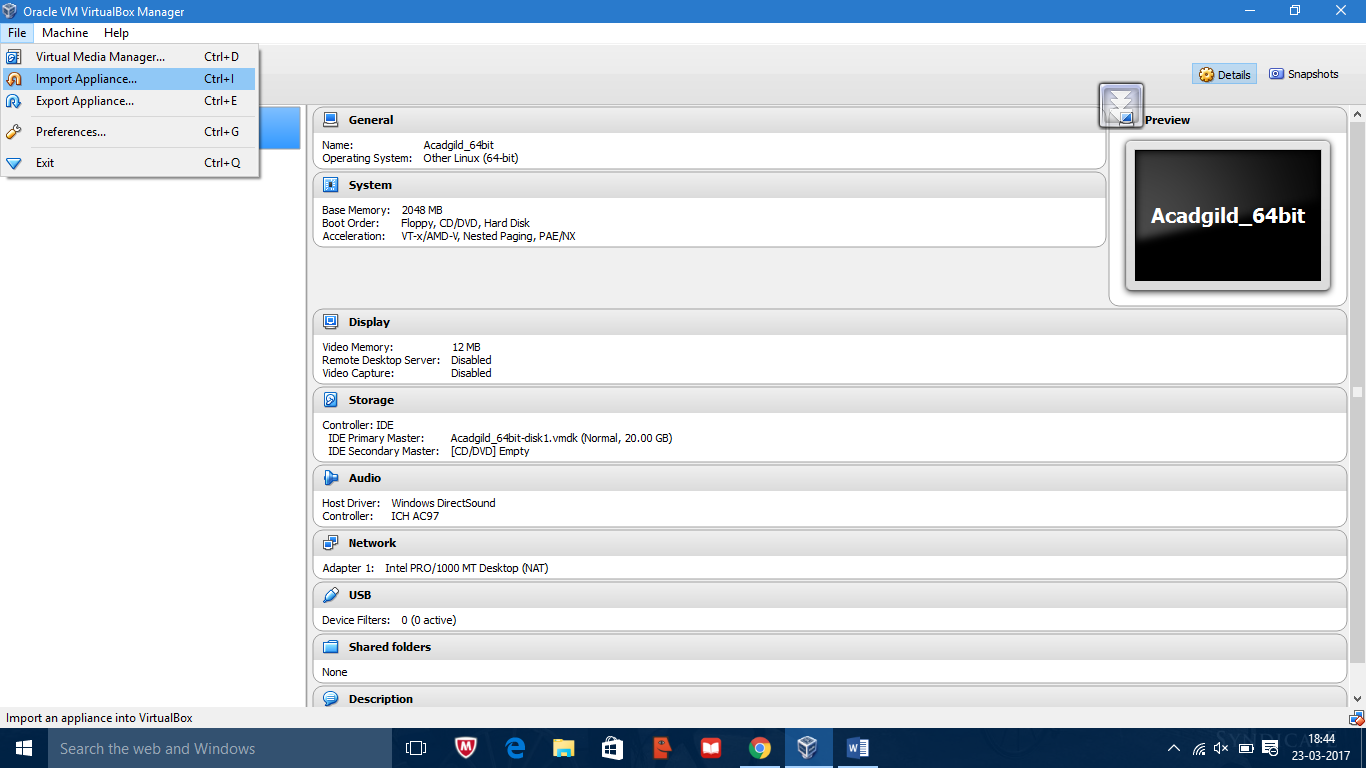 Oracle VM VirtualBox Manager
File Machine Help
Virtual Media Manager... Ctrl+D
Import Appliance... Ctrl+I
Export Appliance... Ctrl+E
Preferences... Ctrl+G
Exit Ctrl+Q
Details Snapshots
General
Name: Acadgild_64bit
Operating System: Other Linux (64-bit)
System
Base Memory: 2048 MB
Boot Order: Floppy, CD/DVD, Hard Disk
Acceleration: VT-x/AMD-V, Nested Paging, PAE/NX
Preview
Acadgild_64bit
Display
Video Memory: 12 MB
Remote Desktop Server: Disabled
Video Capture: Disabled
Storage
Controller: IDE
IDE Primary Master: Acadgild_64bit-disk1.vmdk (Normal, 20.00 GB)
IDE Secondary Master: [CD/DVD] Empty
Audio
Host Driver: Windows DirectSound
Controller: ICH AC97
Network
Adapter 1: Intel PRO/1000 MT Desktop (NAT)
USB
Device Filters: 0 (0 active)
Shared folders
None
Description
Import an appliance into VirtualBox
Search the web and Windows
18:44
23-03-2017